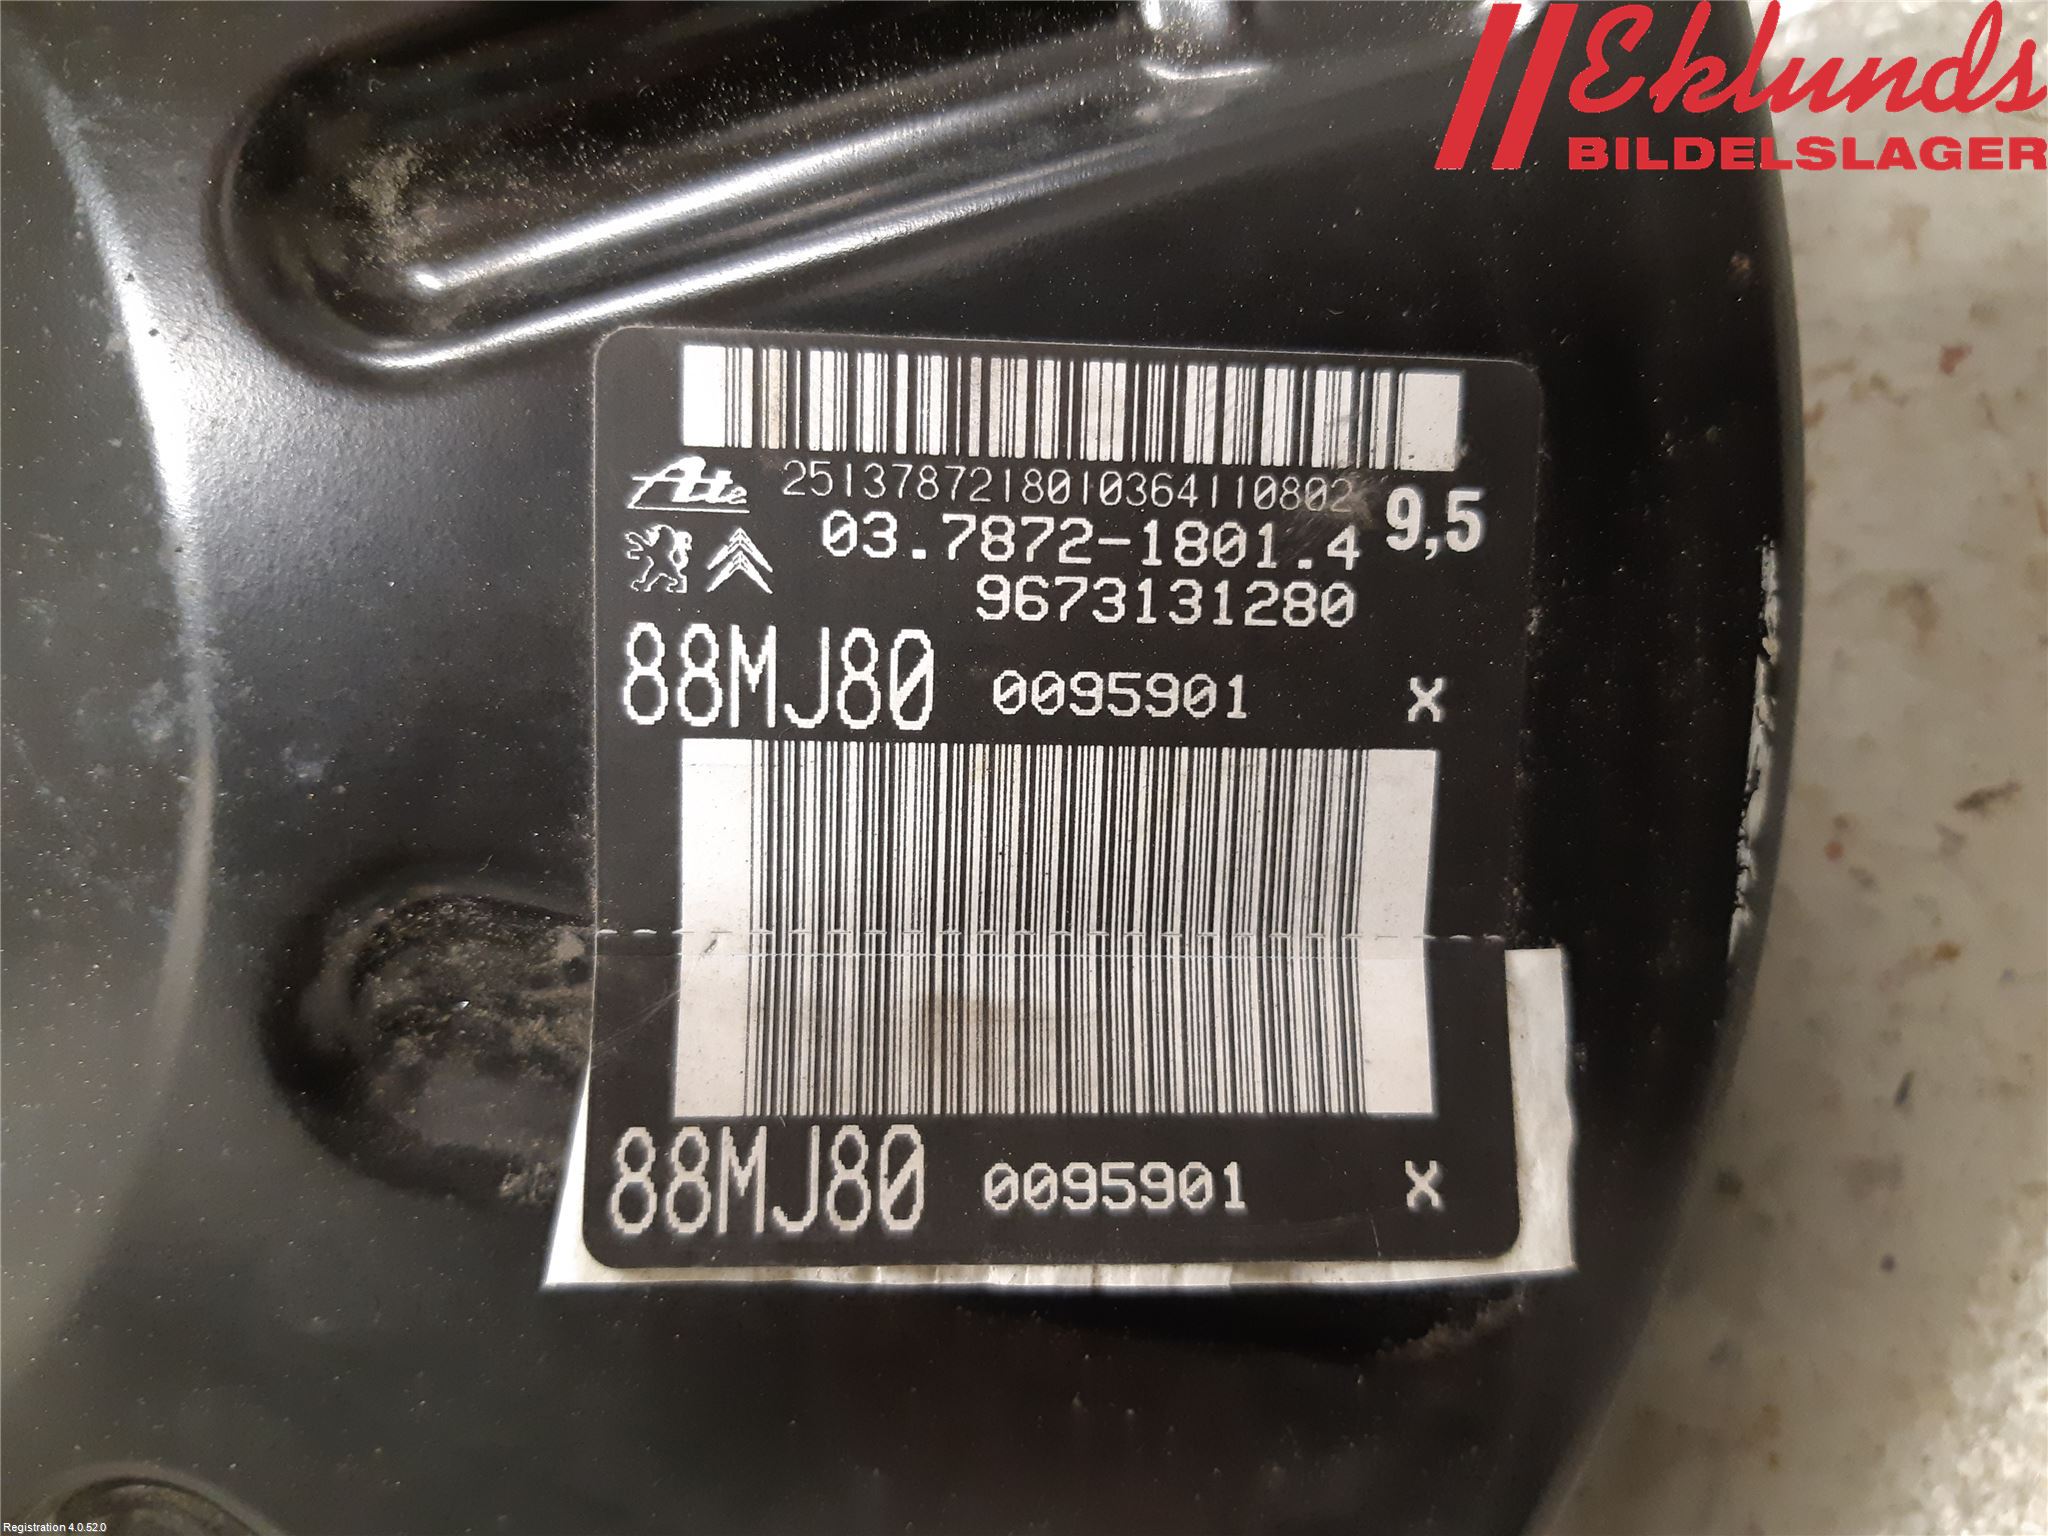 Eklunds
BILDELSLAGER
Ate 2513787218010364110802
9,5
03.7872-1801.4
9673131280
88MJ80 0095901 X
88MJ80 0095901 X
Registration 4.0.52.0